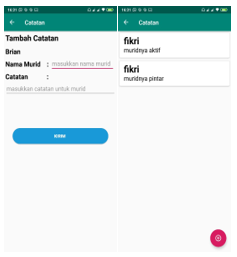 Catatan
Tambah Catatan
Brian
Nama Murid : masukkan nama murid
Catatan :
masukkan catatan untuk murid
KIRIM
Catatan
fikri
muridnya aktif
fikri
muridnya pintar